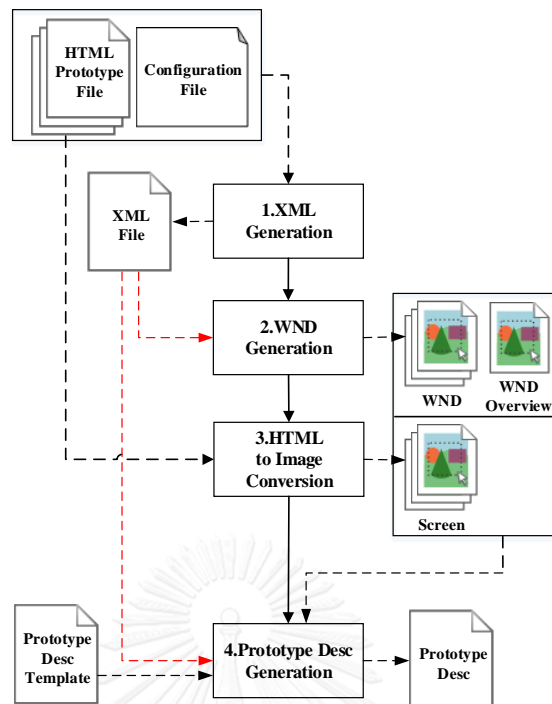 HTML
Prototype
File
Configuration
File
XML
File
1.XML
Generation
2.WND
Generation
WND
WND
Overview
3.HTML
to Image
Conversion
Screen
Prototype
Desc
Template
4.Prototype Desc
Generation
Prototype
Desc